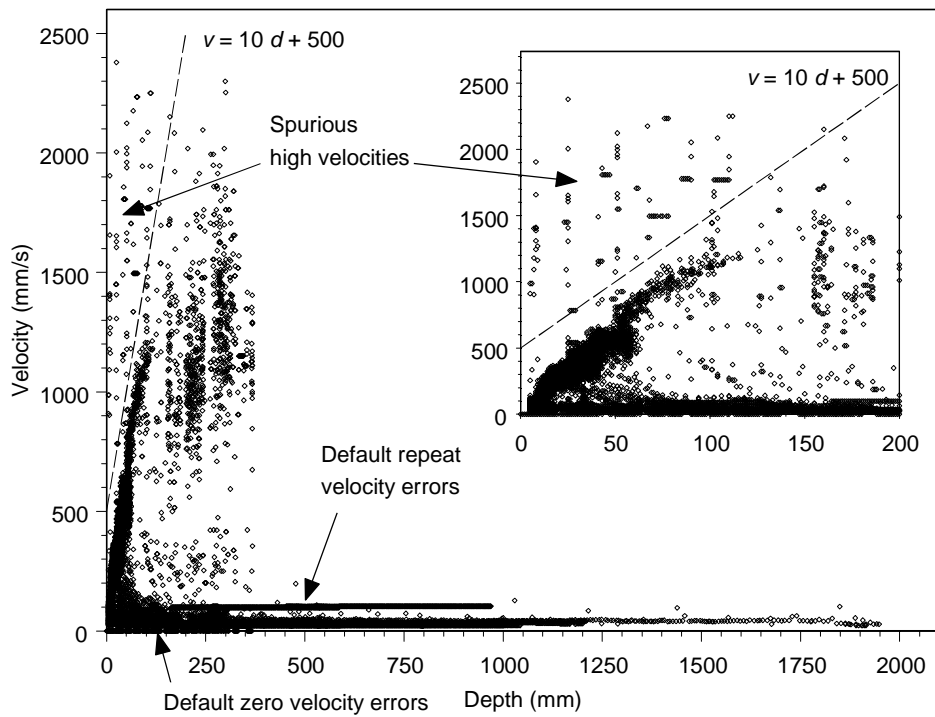 2500
2000
1500
1000
500
0
Velocity (mm/s)
v = 10 d + 500
Spurious
high velocities
Default repeat
velocity errors
0 250 500 750 1000 1250 1500 1750 2000
Default zero velocity errors
Depth (mm)
2500
2000
1500
1000
500
0
v = 10 d + 500
0 50 100 150 200